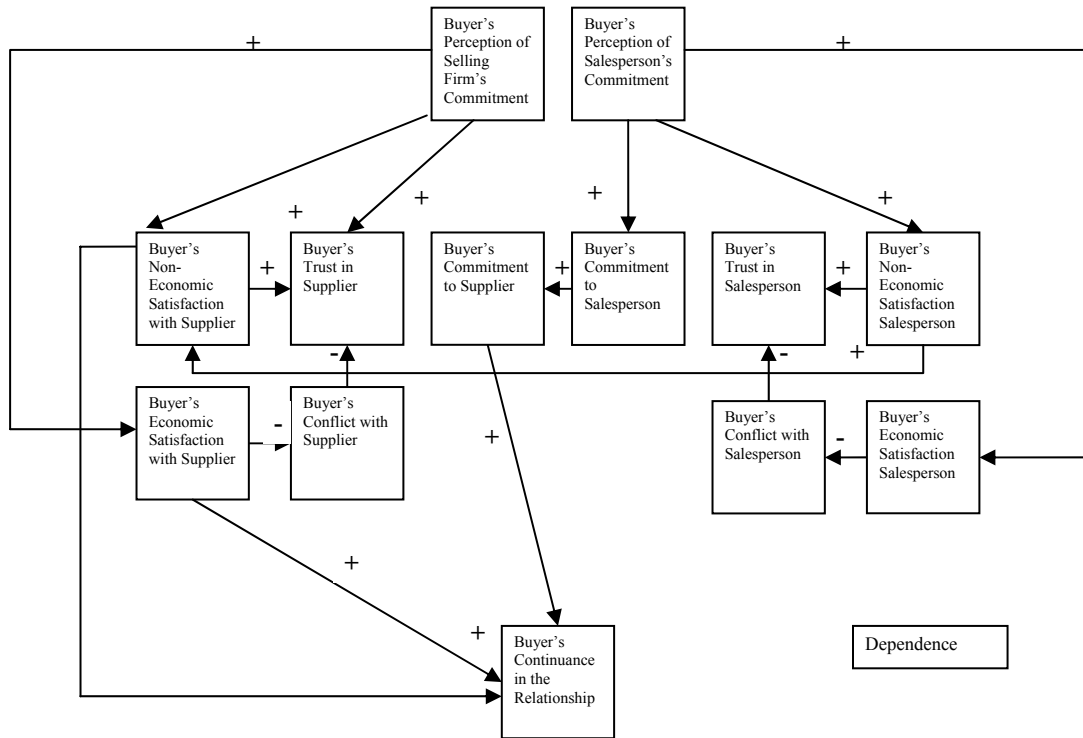 Buyer's
Perception of
Selling
Firm's
Commitment
Buyer's
Perception of
Salesperson's
Commitment
+
+
+
+
+
+
Buyer's
Non-
Economic
Satisfaction
with Supplier
+
Buyer's
Trust in
Supplier
Buyer's
Commitment
to Supplier
+
Buyer's
Commitment
to
Salesperson
Buyer's
Trust in
Salesperson
+
Buyer's
Non-
Economic
Satisfaction
Salesperson
-
-
+
Buyer's
Economic
Satisfaction
with Supplier
-
Buyer's
Conflict with
Supplier
+
Buyer's
Conflict with
Salesperson
-
Buyer's
Economic
Satisfaction
Salesperson
+
+
Buyer's
Continuance
in the
Relationship
Dependence